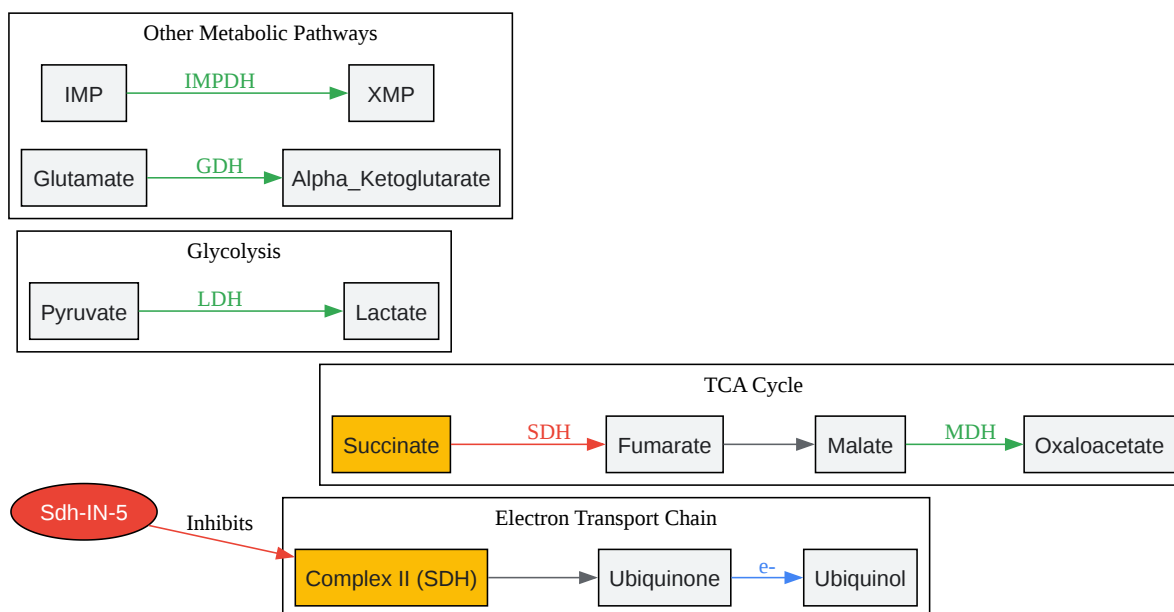 Other Metabolic Pathways
IMP
IMPDH
XMP
Glutamate
GDH
Alpha_Ketoglutarate
Glycolysis
Pyruvate
LDH
Lactate
TCA Cycle
Succinate
SDH
Fumarate
Malate
MDH
Oxaloacetate
Sdh-IN-5
Inhibits
Electron Transport Chain
Complex II (SDH)
Ubiquinone
e-
Ubiquinol